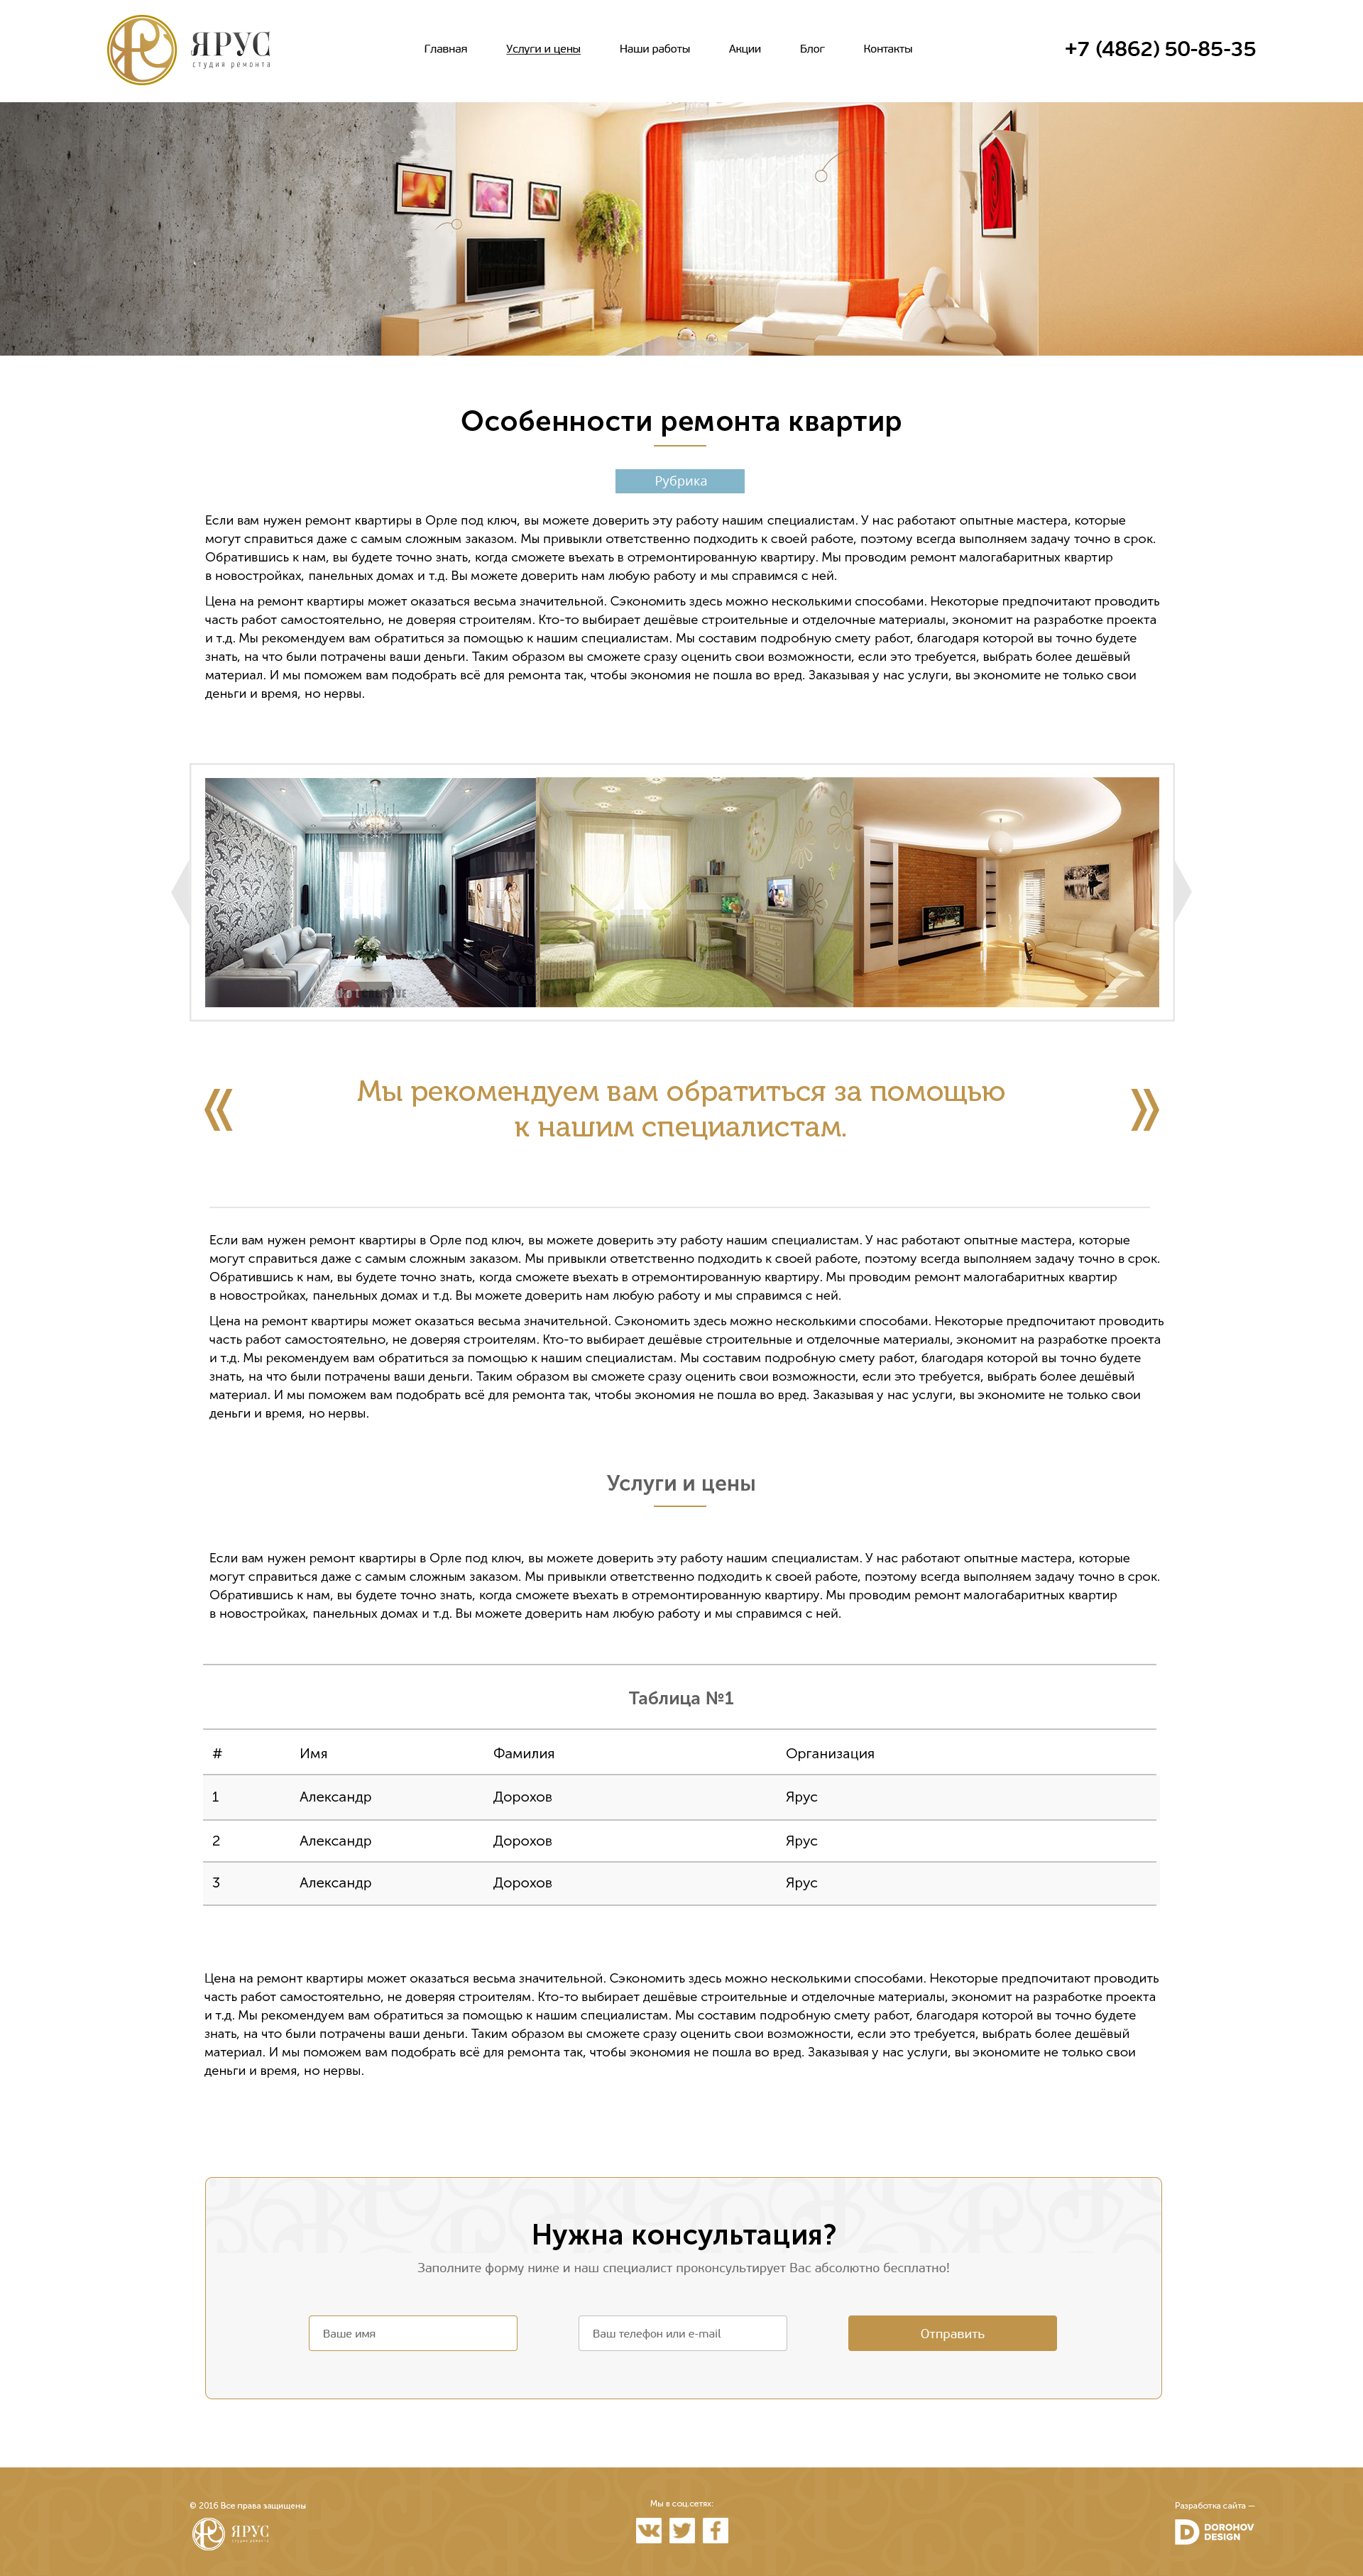 ЯРУС
студия ремонта
Главная Услуги и цены Наши работы Акции Блог Контакты
+7 (4862) 50-85-35
Особенности ремонта квартир
Рубрика
Если вам нужен ремонт квартиры в Орле под ключ, вы можете доверить эту работу нашим специалистам. У нас работают опытные мастера, которые
могут справиться даже с самым сложным заказом. Мы привыкли ответственно подходить к своей работе, поэтому всегда выполняем задачу точно в срок.
Обратившись к нам, вы будете точно знать, когда сможете въехать в отремонтированную квартиру. Мы проводим ремонт малогабаритных квартир
в новостройках, панельных домах и т.д. Вы можете доверить нам любую работу и мы справимся с ней.
Цена на ремонт квартиры может оказаться весьма значительной. Сэкономить здесь можно несколькими способами. Некоторые предпочитают проводить
часть работ самостоятельно, не доверяя строителям. Кто-то выбирает дешёвые строительные и отделочные материалы, экономит на разработке проекта
и т.д. Мы рекомендуем вам обратиться за помощью к нашим специалистам. Мы составим подробную смету работ, благодаря которой вы точно будете
знать, на что были потрачены ваши деньги. Таким образом вы сможете сразу оценить свои возможности, если это требуется, выбрать более дешёвый
материал. И мы поможем вам подобрать всё для ремонта так, чтобы экономия не пошла во вред. Заказывая у нас услуги, вы экономите не только свои
деньги и время, но нервы.
« Мы рекомендуем вам обратиться за помощью
к нашим специалистам. »
Если вам нужен ремонт квартиры в Орле под ключ, вы можете доверить эту работу нашим специалистам. У нас работают опытные мастера, которые
могут справиться даже с самым сложным заказом. Мы привыкли ответственно подходить к своей работе, поэтому всегда выполняем задачу точно в срок.
Обратившись к нам, вы будете точно знать, когда сможете въехать в отремонтированную квартиру. Мы проводим ремонт малогабаритных квартир
в новостройках, панельных домах и т.д. Вы можете доверить нам любую работу и мы справимся с ней.
Цена на ремонт квартиры может оказаться весьма значительной. Сэкономить здесь можно несколькими способами. Некоторые предпочитают проводить
часть работ самостоятельно, не доверяя строителям. Кто-то выбирает дешёвые строительные и отделочные материалы, экономит на разработке проекта
и т.д. Мы рекомендуем вам обратиться за помощью к нашим специалистам. Мы составим подробную смету работ, благодаря которой вы точно будете
знать, на что были потрачены ваши деньги. Таким образом вы сможете сразу оценить свои возможности, если это требуется, выбрать более дешёвый
материал. И мы поможем вам подобрать всё для ремонта так, чтобы экономия не пошла во вред. Заказывая у нас услуги, вы экономите не только свои
деньги и время, но нервы.
Услуги и цены
Если вам нужен ремонт квартиры в Орле под ключ, вы можете доверить эту работу нашим специалистам. У нас работают опытные мастера, которые
могут справиться даже с самым сложным заказом. Мы привыкли ответственно подходить к своей работе, поэтому всегда выполняем задачу точно в срок.
Обратившись к нам, вы будете точно знать, когда сможете въехать в отремонтированную квартиру. Мы проводим ремонт малогабаритных квартир
в новостройках, панельных домах и т.д. Вы можете доверить нам любую работу и мы справимся с ней.
Таблица №1
# Имя Фамилия Организация
1 Александр Дорохов Ярус
2 Александр Дорохов Ярус
3 Александр Дорохов Ярус
Цена на ремонт квартиры может оказаться весьма значительной. Сэкономить здесь можно несколькими способами. Некоторые предпочитают проводить
часть работ самостоятельно, не доверяя строителям. Кто-то выбирает дешёвые строительные и отделочные материалы, экономит на разработке проекта
и т.д. Мы рекомендуем вам обратиться за помощью к нашим специалистам. Мы составим подробную смету работ, благодаря которой вы точно будете
знать, на что были потрачены ваши деньги. Таким образом вы сможете сразу оценить свои возможности, если это требуется, выбрать более дешёвый
материал. И мы поможем вам подобрать всё для ремонта так, чтобы экономия не пошла во вред. Заказывая у нас услуги, вы экономите не только свои
деньги и время, но нервы.
Нужна консультация?
Заполните форму ниже и наш специалист проконсультирует Вас абсолютно бесплатно!
Ваше имя Ваш телефон или e-mail Отправить
© 2016 Все права защищены
ЯРУС
студия ремонта
Мы в соц.сетях:
Разработка сайта —
DOROHOV
DESIGN